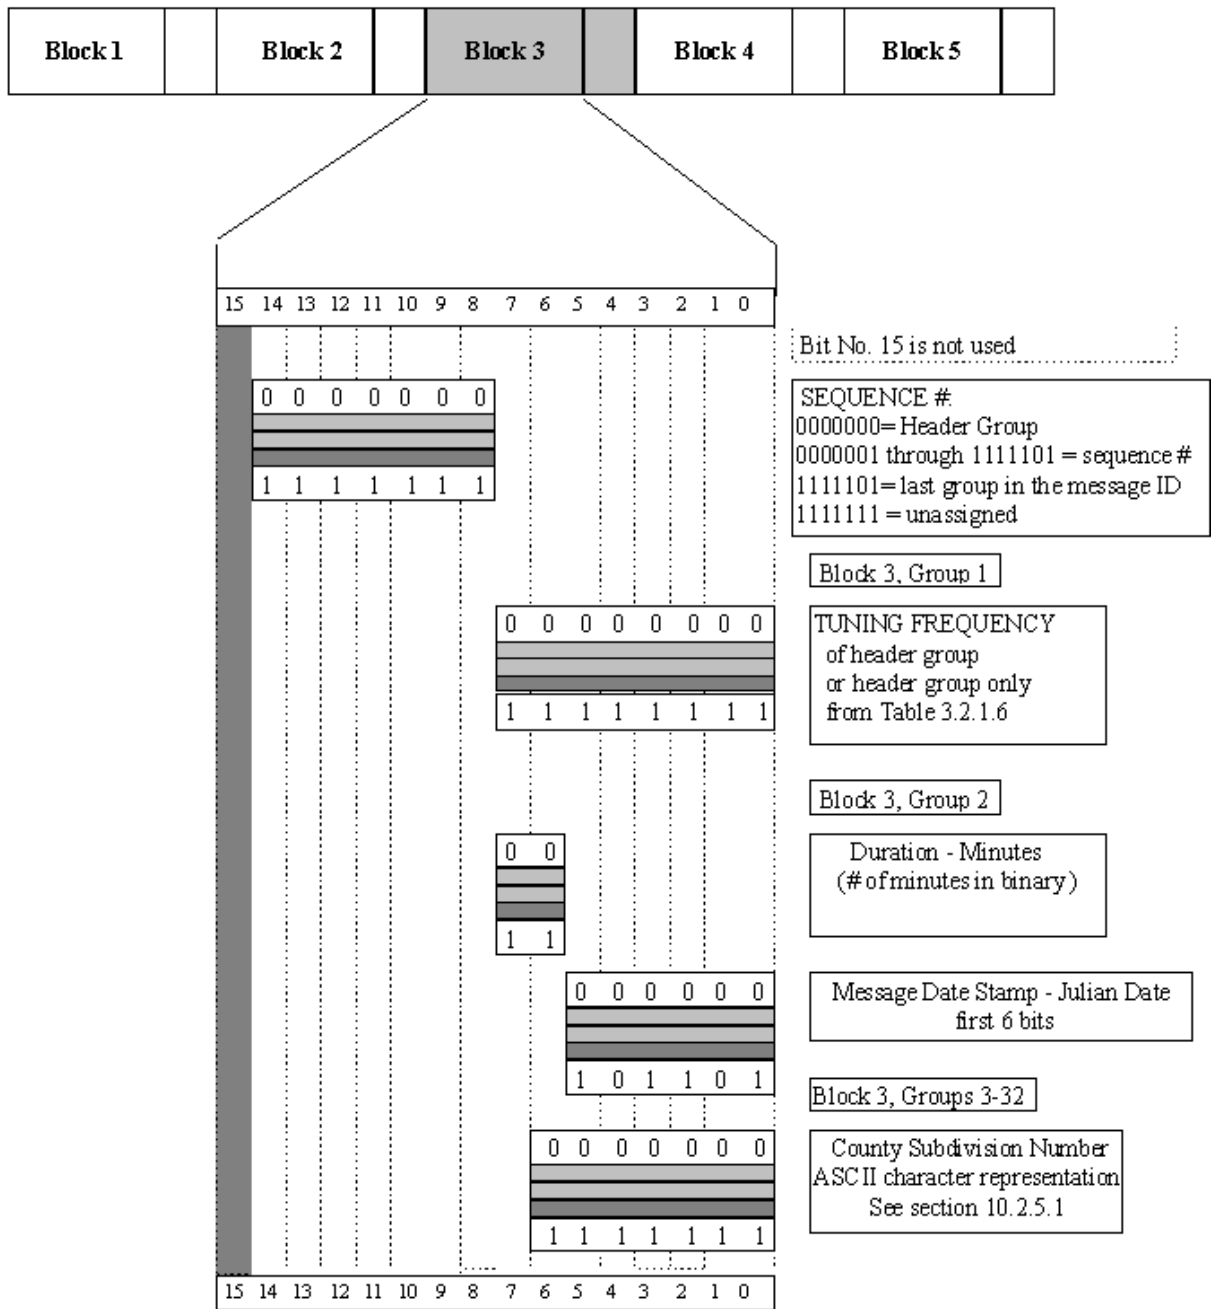 Block 1 Block 2 Block 3 Block 4 Block 5
15 14 13 12 11 10 9 8 7 6 5 4 3 2 1 0
Bit No. 15 is not used
0 0 0 0 0 0 0
1 1 1 1 1 1 1
SEQUENCE #.
0000000= Header Group
0000001 through 1111101 = sequence #
1111101= last group in the message ID
1111111 = unassigned
Block 3, Group 1
0 0 0 0 0 0 0 0
1 1 1 1 1 1 1 1
TUNING FREQUENCY
of header group
or header group only
from Table 3.2.1.6
Block 3, Group 2
0 0
1 1
Duration - Minutes
(# of minutes in binary)
0 0 0 0 0 0
1 0 1 1 0 1
Message Date Stamp - Julian Date
first 6 bits
Block 3, Groups 3-32
0 0 0 0 0 0 0
1 1 1 1 1 1 1
County Subdivision Number
ASCII character representation
See section 10.2.5.1
15 14 13 12 11 10 9 8 7 6 5 4 3 2 1 0